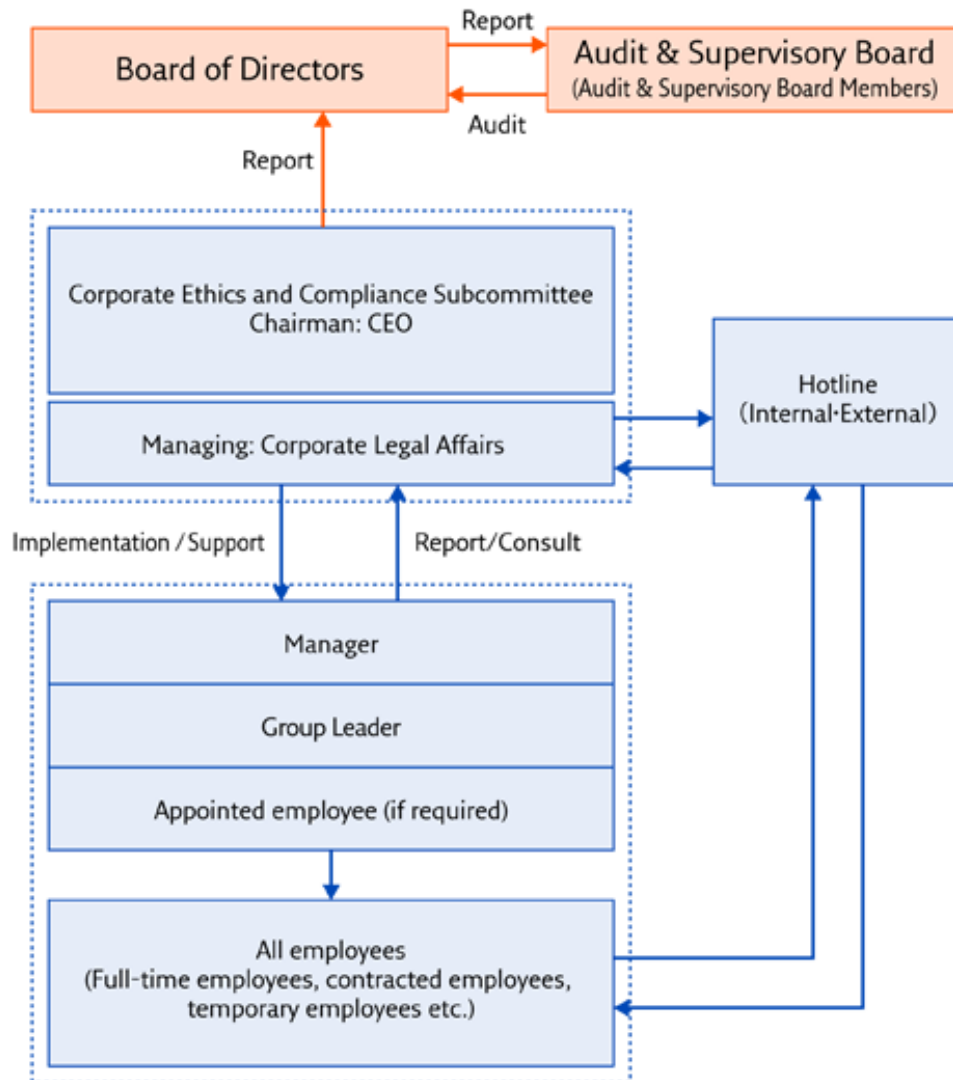 Report
Board of Directors
Audit & Supervisory Board
(Audit & Supervisory Board Members)
Audit
Report
Corporate Ethics and Compliance Subcommittee
Chairman: CEO
Hotline
(Internal·External)
Managing: Corporate Legal Affairs
Implementation / Support
Report/Consult
Manager
Group Leader
Appointed employee (if required)
All employees
(Full-time employees, contracted employees,
temporary employees etc.)